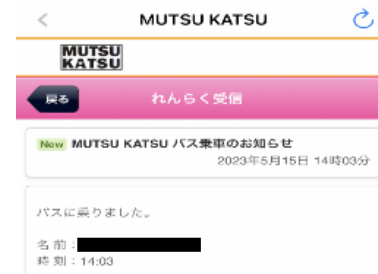 MUTSU KATSU
MUTSU
KATSU
戻る
れんらく受信
New MUTSU KATSU バス乗車のお知らせ
2023年5月15日 14時03分
バスに乗りました。
名前：
時刻：14:03